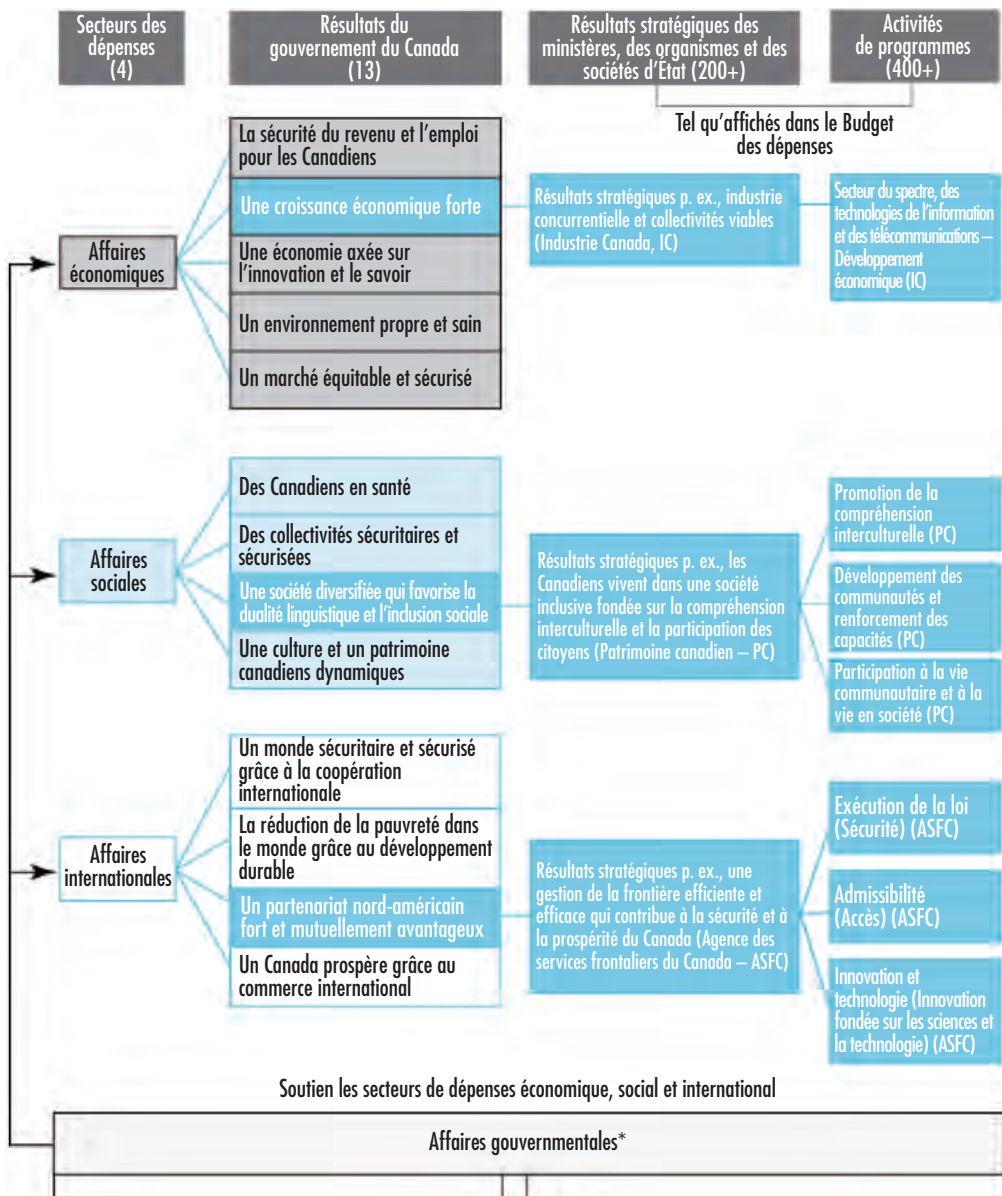 Secteurs des
dépenses
(4)
Résultats du
gouvernement du Canada
(13)
Résultats stratégiques des
ministères, des organismes et des
sociétés d'État (200+)
Activités
de programmes
(400+)
Tel qu'affichés dans le Budget
des dépenses
Affaires
économiques
La sécurité du revenu et l'emploi
pour les Canadiens
Une croissance économique forte
Une économie axée sur
l'innovation et le savoir
Un environnement propre et sain
Un marché équitable et sécurisé
Résultats stratégiques p. ex., industrie
concurrentielle et collectivités viables
(Industrie Canada, IC)
Secteur du spectre, des
technologies de l'information
et des télécommunications –
Développement
économique (IC)
Affaires
sociales
Des Canadiens en santé
Des collectivités sécuritaires et
sécurisées
Une société diversifiée qui favorise la
dualité linguistique et l'inclusion sociale
Une culture et un patrimoine
canadiens dynamiques
Résultats stratégiques p. ex., les
Canadiens vivent dans une société
inclusive fondée sur la compréhension
interculturelle et la participation des
citoyens (Patrimoine canadien – PC)
Promotion de la
compréhension
interculturelle (PC)
Développement des
communautés et
renforcement des
capacités (PC)
Participation à la vie
communautaire et à la
vie en société (PC)
Affaires
internationales
Un monde sécuritaire et sécurisé
grâce à la coopération
internationale
La réduction de la pauvreté dans
le monde grâce au développement
durable
Un partenariat nord-américain
fort et mutuellement avantageux
Un Canada prospère grâce au
commerce international
Résultats stratégiques p. ex., une
gestion de la frontière efficiente et
efficace qui contribue à la sécurité et à
la prospérité du Canada (Agence des
services frontaliers du Canada – ASFC)
Exécution de la loi
(Sécurité) (ASFC)
Admissibilité
(Accès) (ASFC)
Innovation et
technologie (Innovation
fondée sur les sciences et
la technologie) (ASFC)
Soutien les secteurs de dépenses économique, social et international
Affaires gouvernmentales*